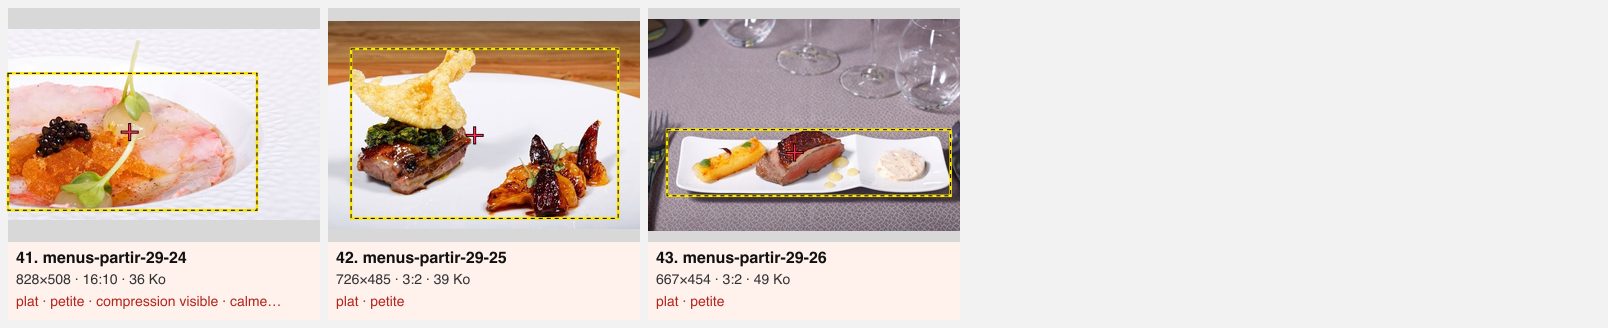 41. menus-partir-29-24
828×508 · 16:10 · 36 Ko
plat · petite · compression visible · calme…
42. menus-partir-29-25
726×485 · 3:2 · 39 Ko
plat · petite
43. menus-partir-29-26
667×454 · 3:2 · 49 Ko
plat · petite